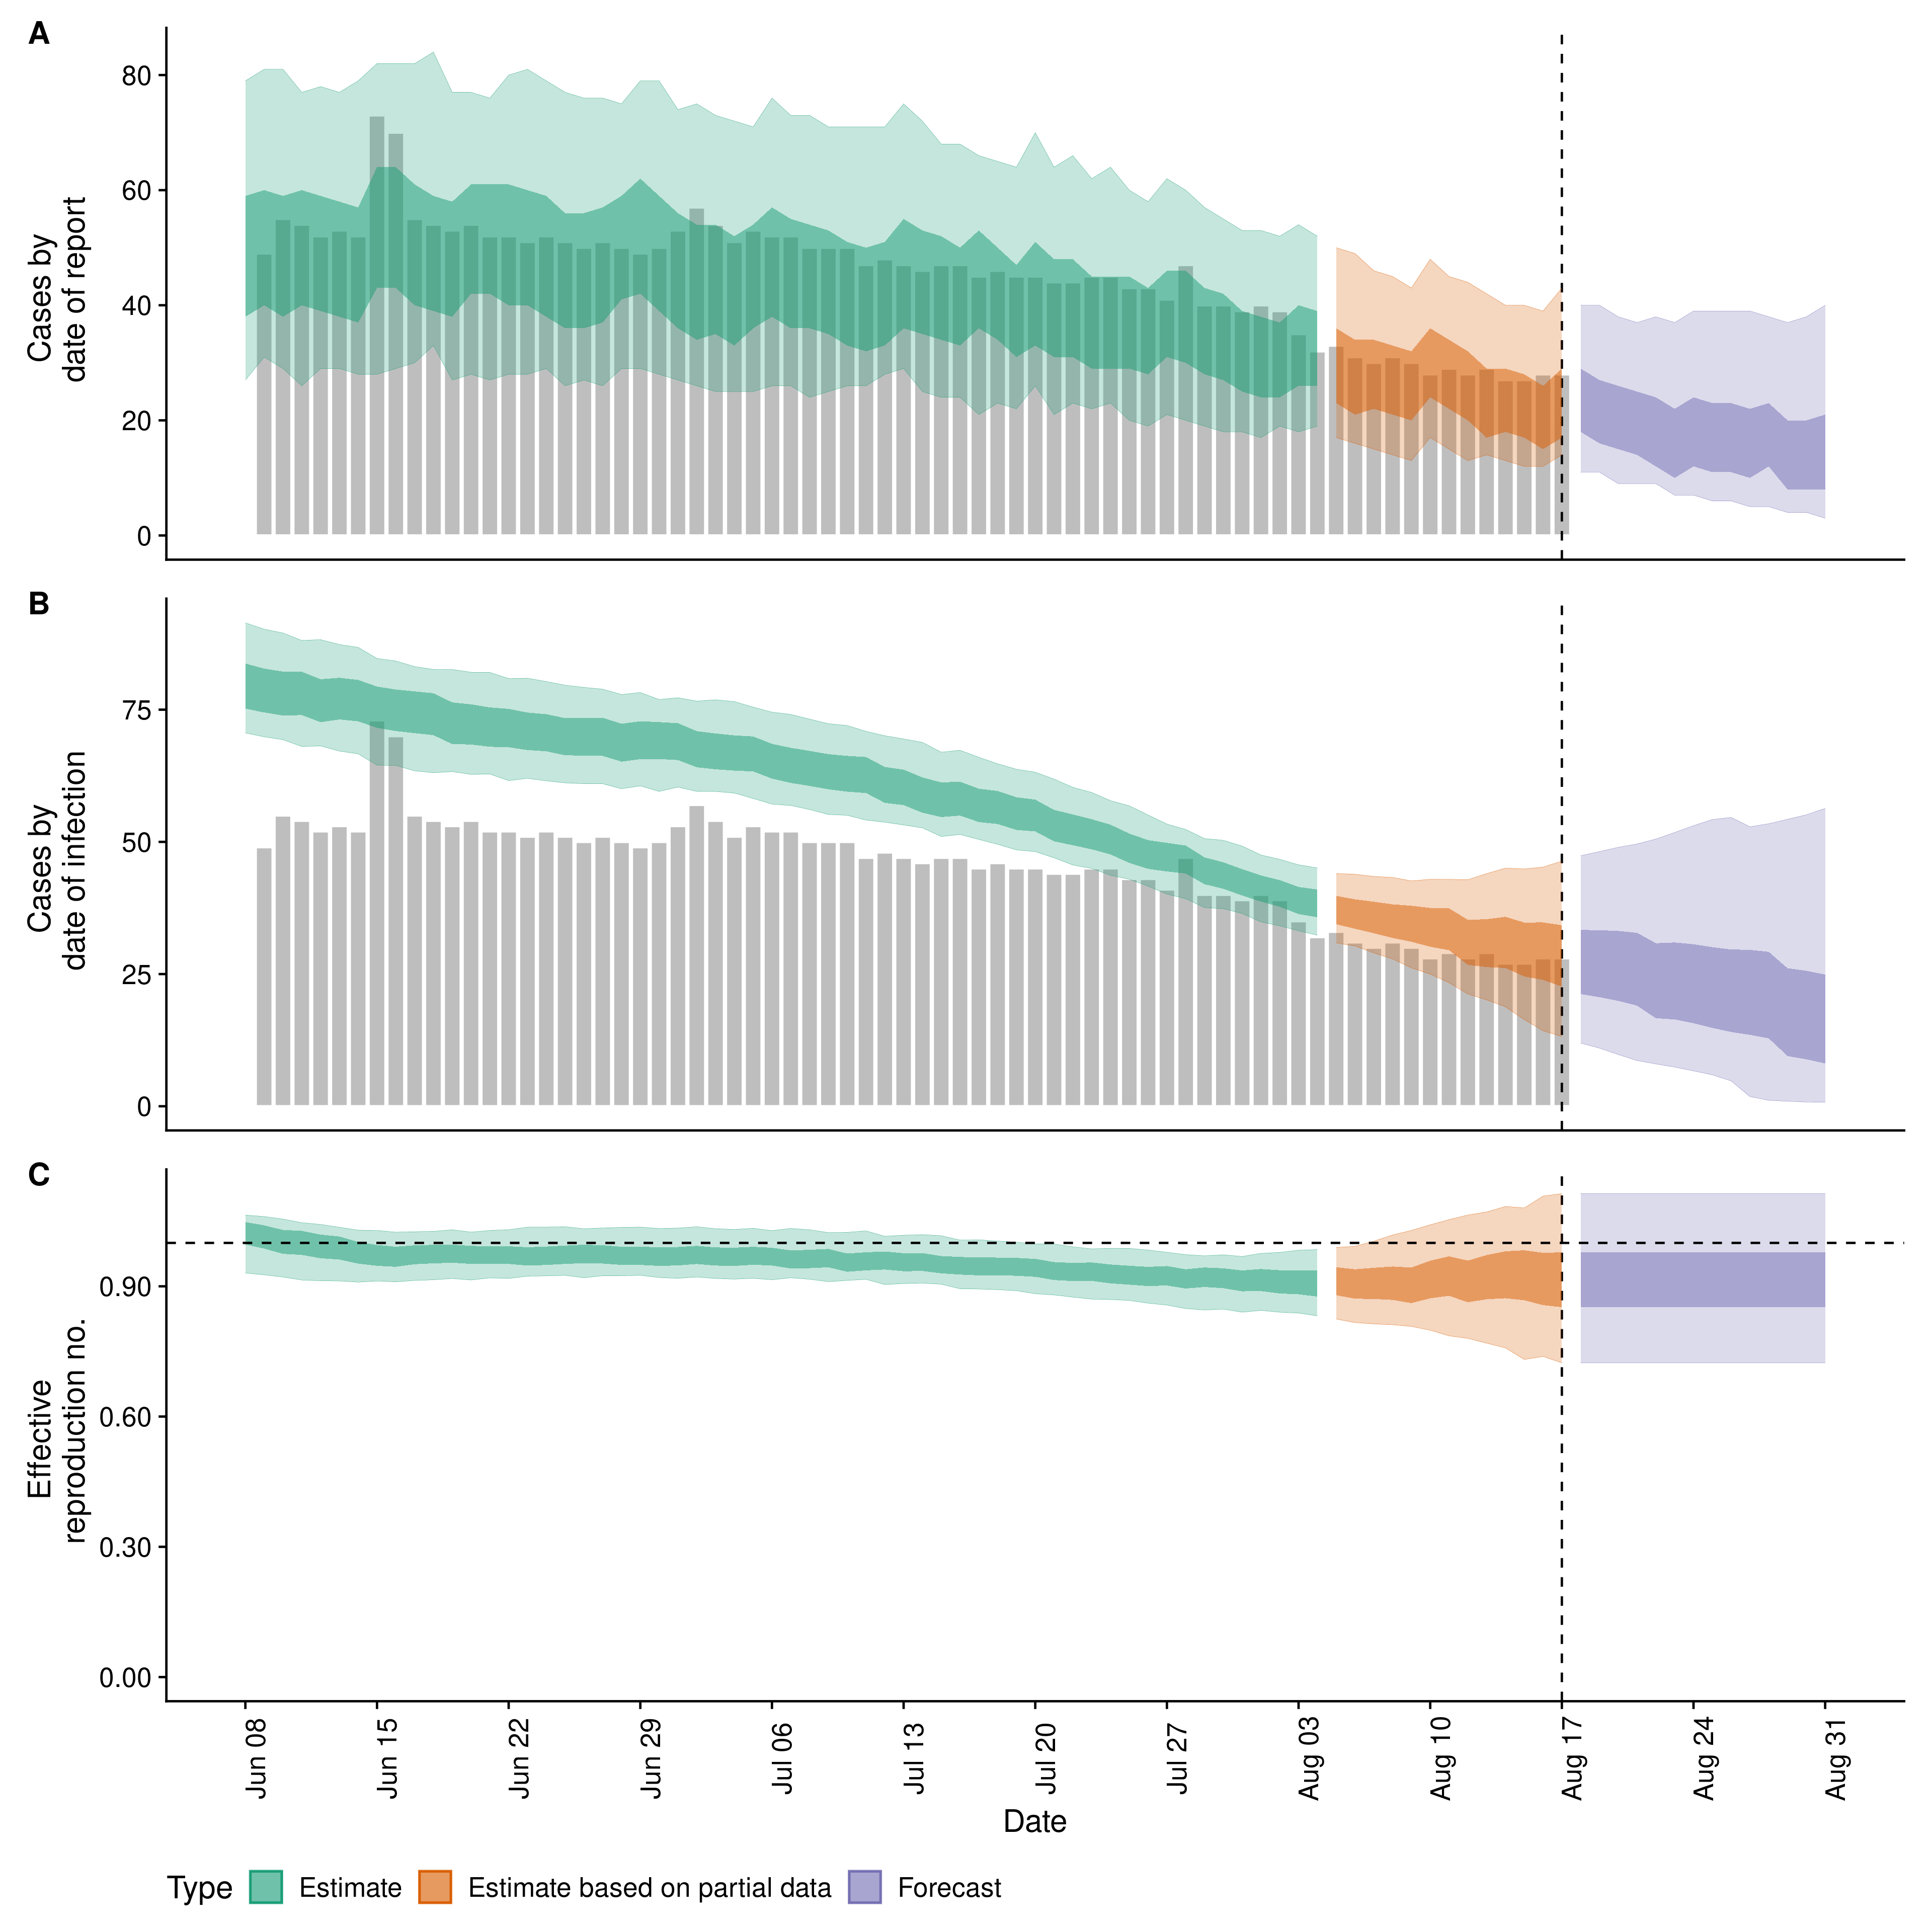 A
Cases by
date of report
80
60
40
20
0
B
Cases by
date of infection
75
50
25
0
C
Effective
reproduction no.
0.90
0.60
0.30
0.00
Jun 08
Jun 15
Jun 22
Jun 29
Jul 06
Jul 13
Jul 20
Jul 27
Aug 03
Aug 10
Aug 17
Aug 24
Aug 31
Date
Type Estimate Estimate based on partial data Forecast